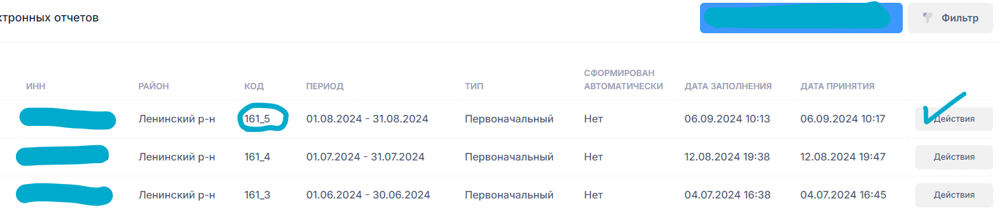 ктронных отчетов
Фильтр
ИНН РАЙОН КОД ПЕРИОД ТИП СФОРМИРОВАН АВТОМАТИЧЕСКИ ДАТА ЗАПОЛНЕНИЯ ДАТА ПРИНЯТИЯ
Ленинский р-н 161_5 01.08.2024 - 31.08.2024 Первоначальный Нет 06.09.2024 10:13 06.09.2024 10:17 Действия
Ленинский р-н 161_4 01.07.2024 - 31.07.2024 Первоначальный Нет 12.08.2024 19:38 12.08.2024 19:47 Действия
Ленинский р-н 161_3 01.06.2024 - 30.06.2024 Первоначальный Нет 04.07.2024 16:38 04.07.2024 16:45 Действия